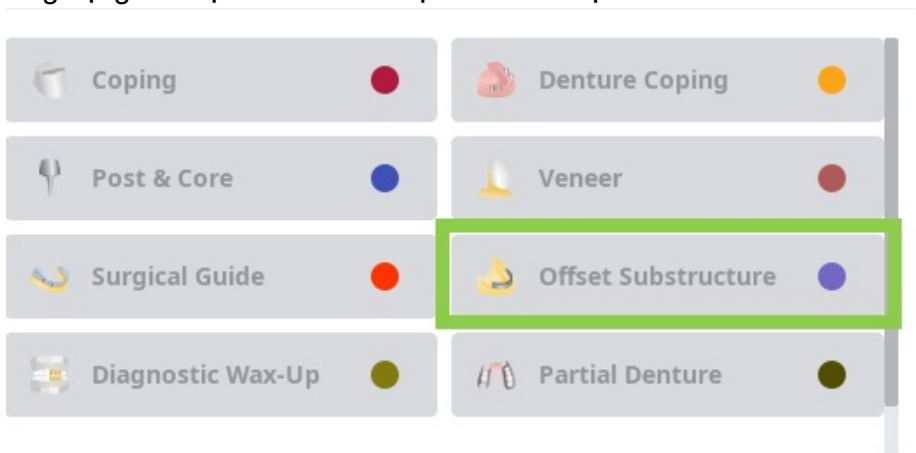 Coping
Denture Coping
Post & Core
Veneer
Surgical Guide
Offset Substructure
Diagnostic Wax-Up
Partial Denture